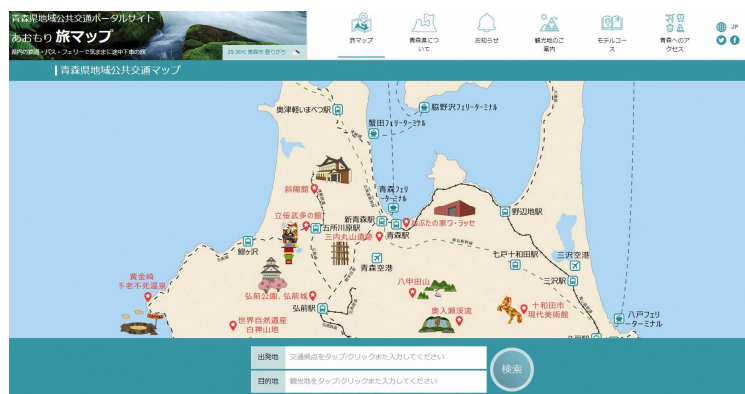 青森県地域公共交通ポータルサイト
あおもり 旅マップ
県内の鉄道・バス・フェリーで気ままに途中下車の旅
青森市 曇りがち
旅マップ
青森県につ
いて
お知らせ
観光地のご
案内
モデルコー
ス
青森へのア
クセス
JP
青森県地域公共交通マップ
奥津軽いまべつ駅
脇野沢フェリーターミナル
蟹田フェリーターミナル
斜陽館
青森フェリ
ーターミナル
立佞武多の館
五所川原駅
新青森駅
ねぶたの家ワ・ラッセ
野辺地駅
三内丸山遺跡
青森駅
鰺ヶ沢
青森空港
七戸十和田駅
三沢空港
三沢駅
黄金崎
不老不死温泉
八甲田山
弘前公園、弘前城
弘前駅
奥入瀬渓流
十和田市
現代美術館
八戸フェリ
ーターミナル
世界自然遺産
白神山地
出発地
交通拠点をタップ/クリックまた入力してください
目的地
観光地をタップ/クリックまた入力してください
検索